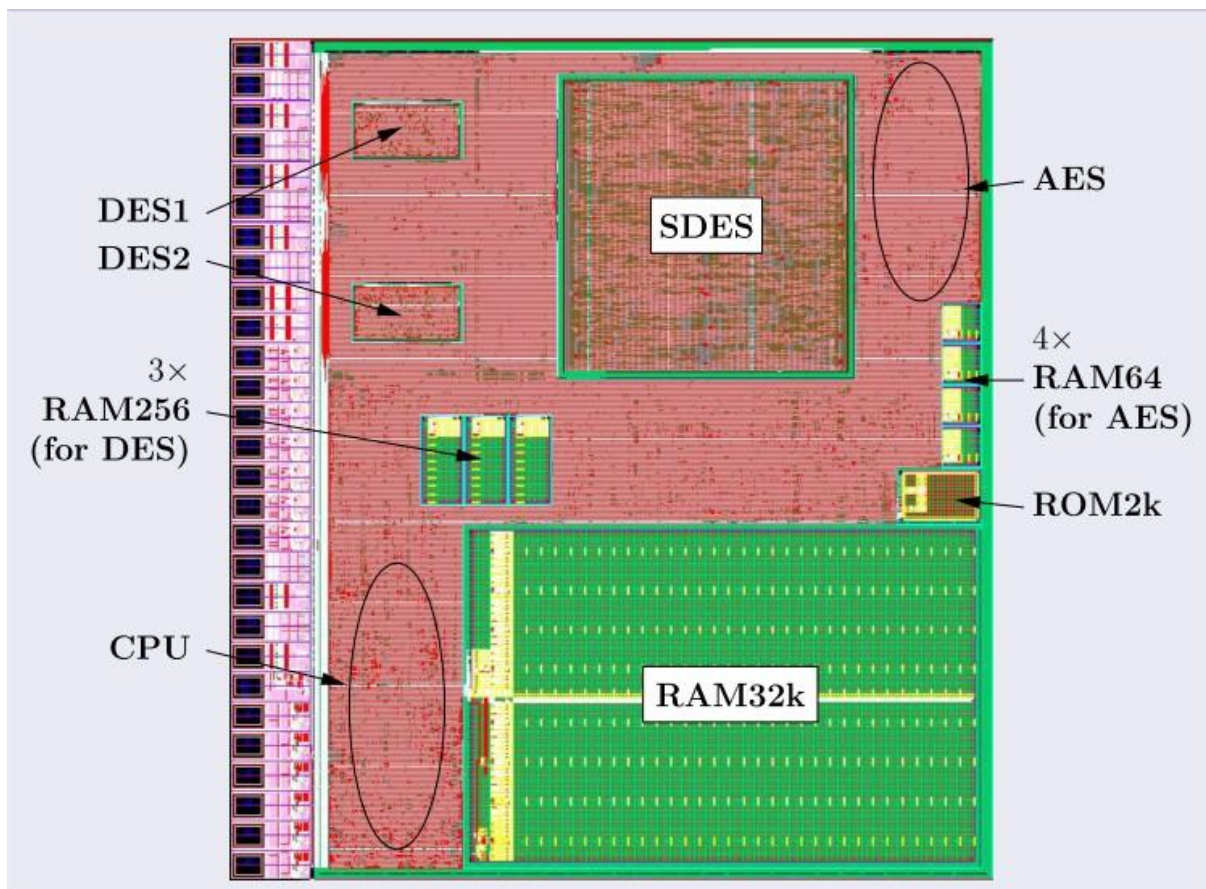 DES1
DES2
3×
RAM256
(for DES)
CPU
SDES
RAM32k
AES
4×
RAM64
(for AES)
ROM2k